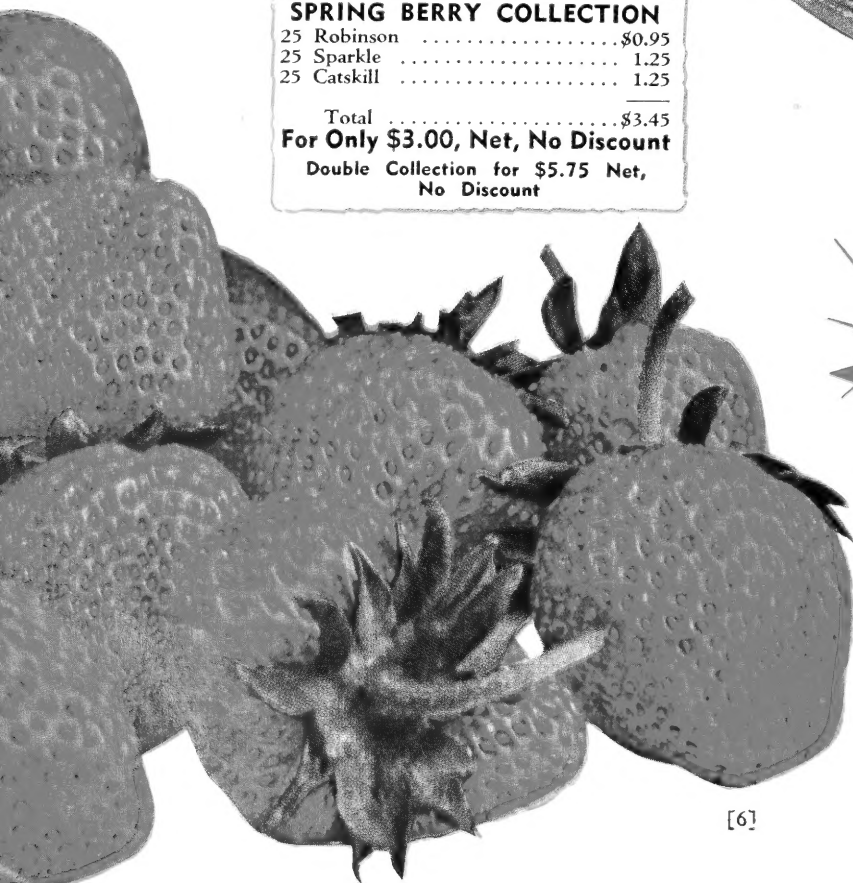 SPRING BERRY COLLECTION
25 Robinson ....................$0.95
25 Sparkle ...................... 1.25
25 Catskill ...................... 1.25
Total .......................$3.45
For Only $3.00, Net, No Discount
Double Collection for $5.75 Net,
No Discount
[6]